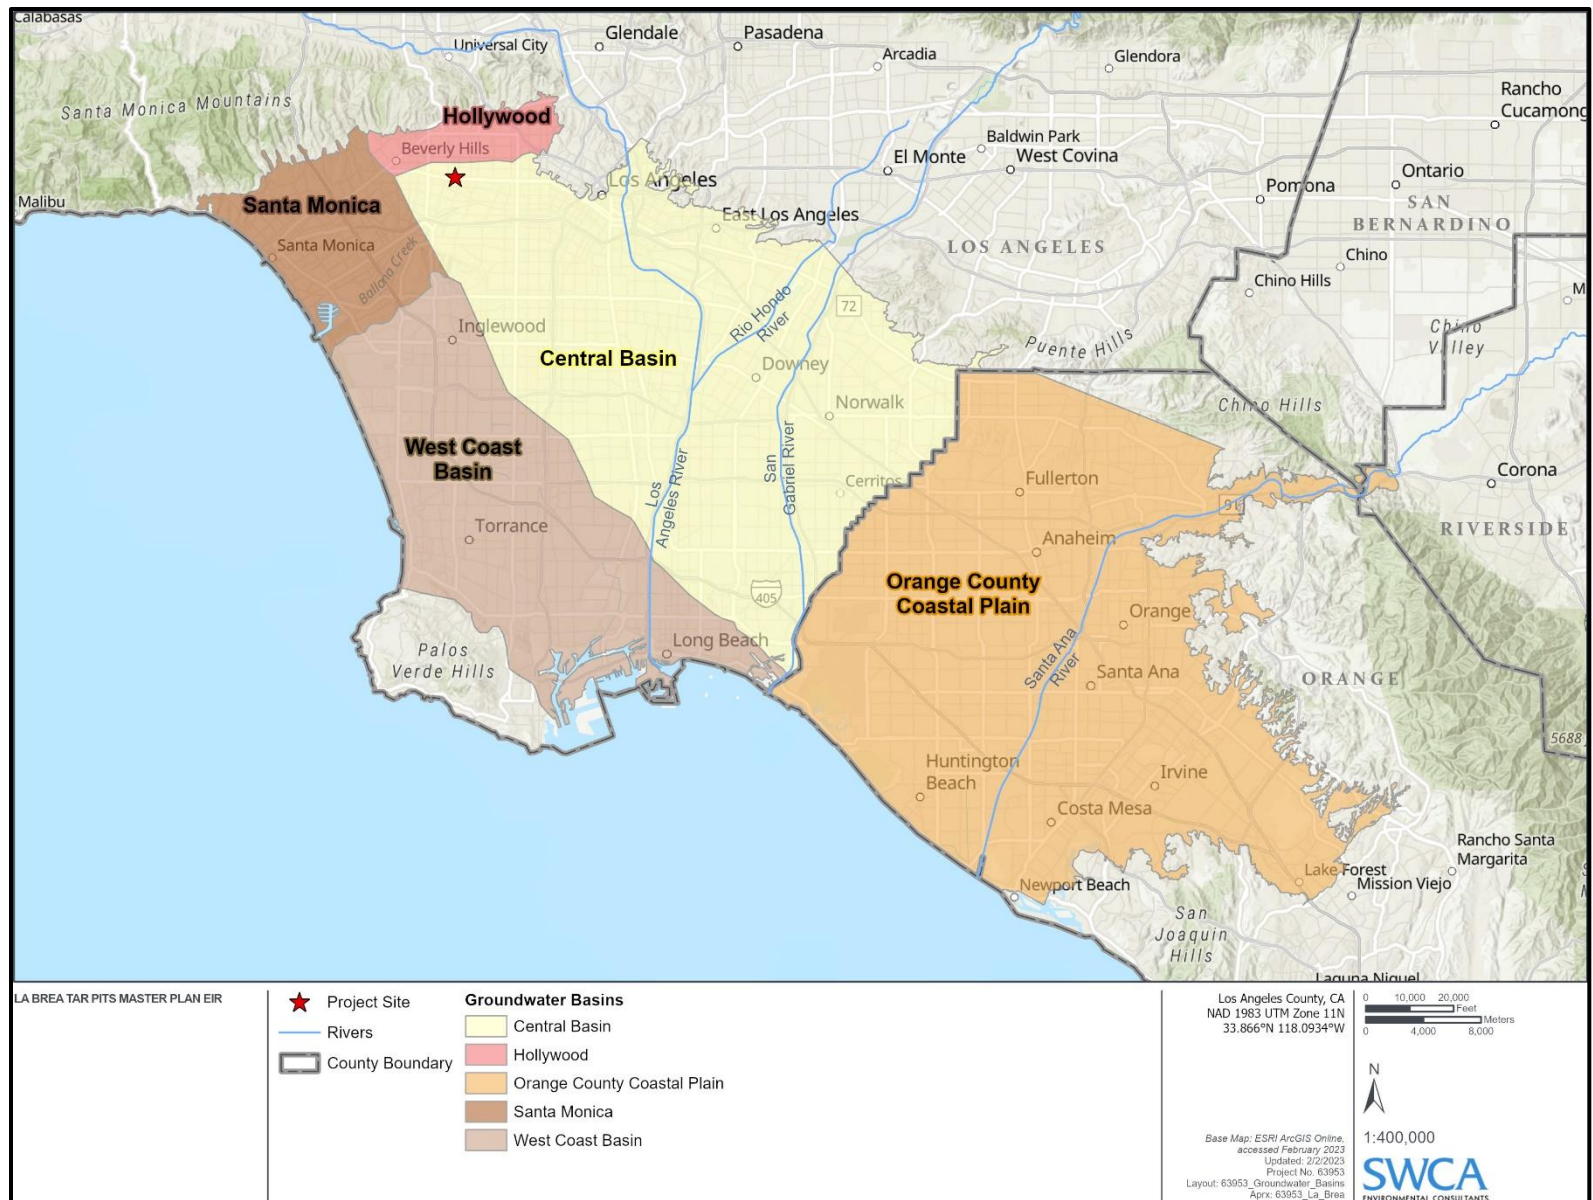 Calabasas
Universal City
Glendale
Pasadena
Arcadia
Glendora
Rancho
Cucamong
Santa Monica Mountains
Hollywood
Beverly Hills
Baldwin Park
El Monte
West Covina
Ontario
Pomona
SAN
BERNARDINO
Malibu
Santa Monica
Los Angeles
East Los Angeles
LOS ANGELES
Santa Monica
Ballona Creek
Chino
Chino Hills
M
72
Rio Hondo
River
Inglewood
Central Basin
Downey
Puente Hills
Chino
Valley
Norwalk
Chino Hills
West Coast
Basin
Los
Angeles River
San
Gabriel River
Cerritos
Fullerton
Corona
91
Torrance
Anaheim
RIVERSIDE
Orange County
Coastal Plain
405
Orange
Long Beach
Palos
Verde Hills
Santa Ana
River
Santa Ana
ORANGE
5688
Huntington
Beach
Irvine
Costa Mesa
Rancho Santa
Margarita
Lake Forest
Mission Viejo
Newport Beach
San
Joaquin
Hills
Laguna Niguel
LA BREA TAR PITS MASTER PLAN EIR
Project Site
Rivers
County Boundary
Groundwater Basins
Central Basin
Hollywood
Orange County Coastal Plain
Santa Monica
West Coast Basin
Los Angeles County, CA
NAD 1983 UTM Zone 11N
33.866°N 118.0934°W
0 10,000 20,000
Feet
Meters
0 4,000 8,000
N
1:400,000
Base Map: ESRI ArcGIS Online,
accessed February 2023
Updated: 2/2/2023
Project No. 63953
Layout: 63953_Groundwater_Basins
Aprx: 63953_La_Brea
SWCA
ENVIRONMENTAL CONSULTANTS